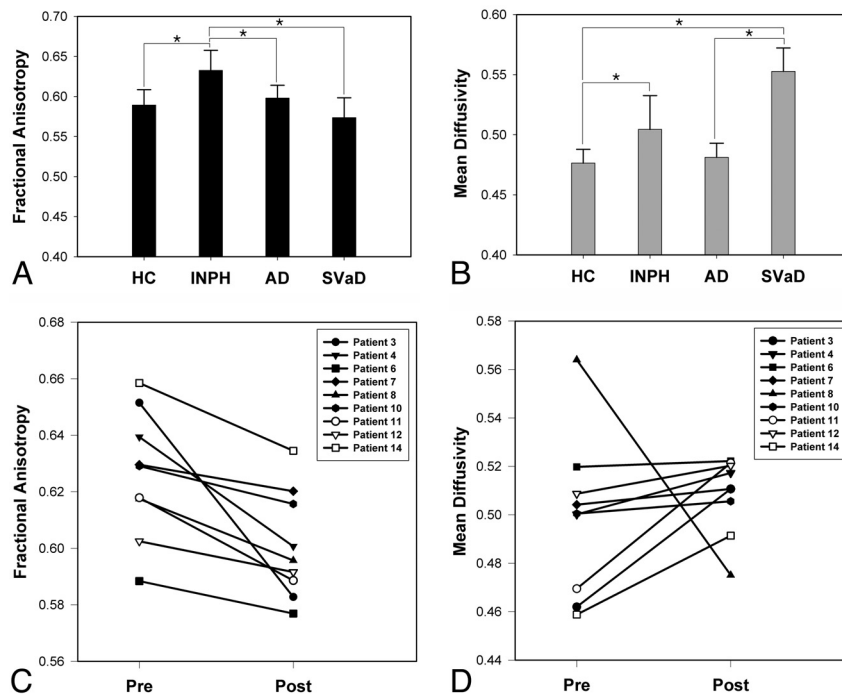 0.70
0.65
0.60
0.55
0.50
0.45
0.40
Fractional Anisotropy
* * *
HC INPH AD SVaD
A
0.60
0.55
0.50
0.45
0.40
Mean Diffusivity
* * *
HC INPH AD SVaD
B
0.68
0.66
0.64
0.62
0.60
0.58
0.56
Fractional Anisotropy
Patient 3
Patient 4
Patient 6
Patient 7
Patient 8
Patient 10
Patient 11
Patient 12
Patient 14
Pre Post
C
0.58
0.56
0.54
0.52
0.50
0.48
0.46
0.44
Mean Diffusivity
Patient 3
Patient 4
Patient 6
Patient 7
Patient 8
Patient 10
Patient 11
Patient 12
Patient 14
Pre Post
D